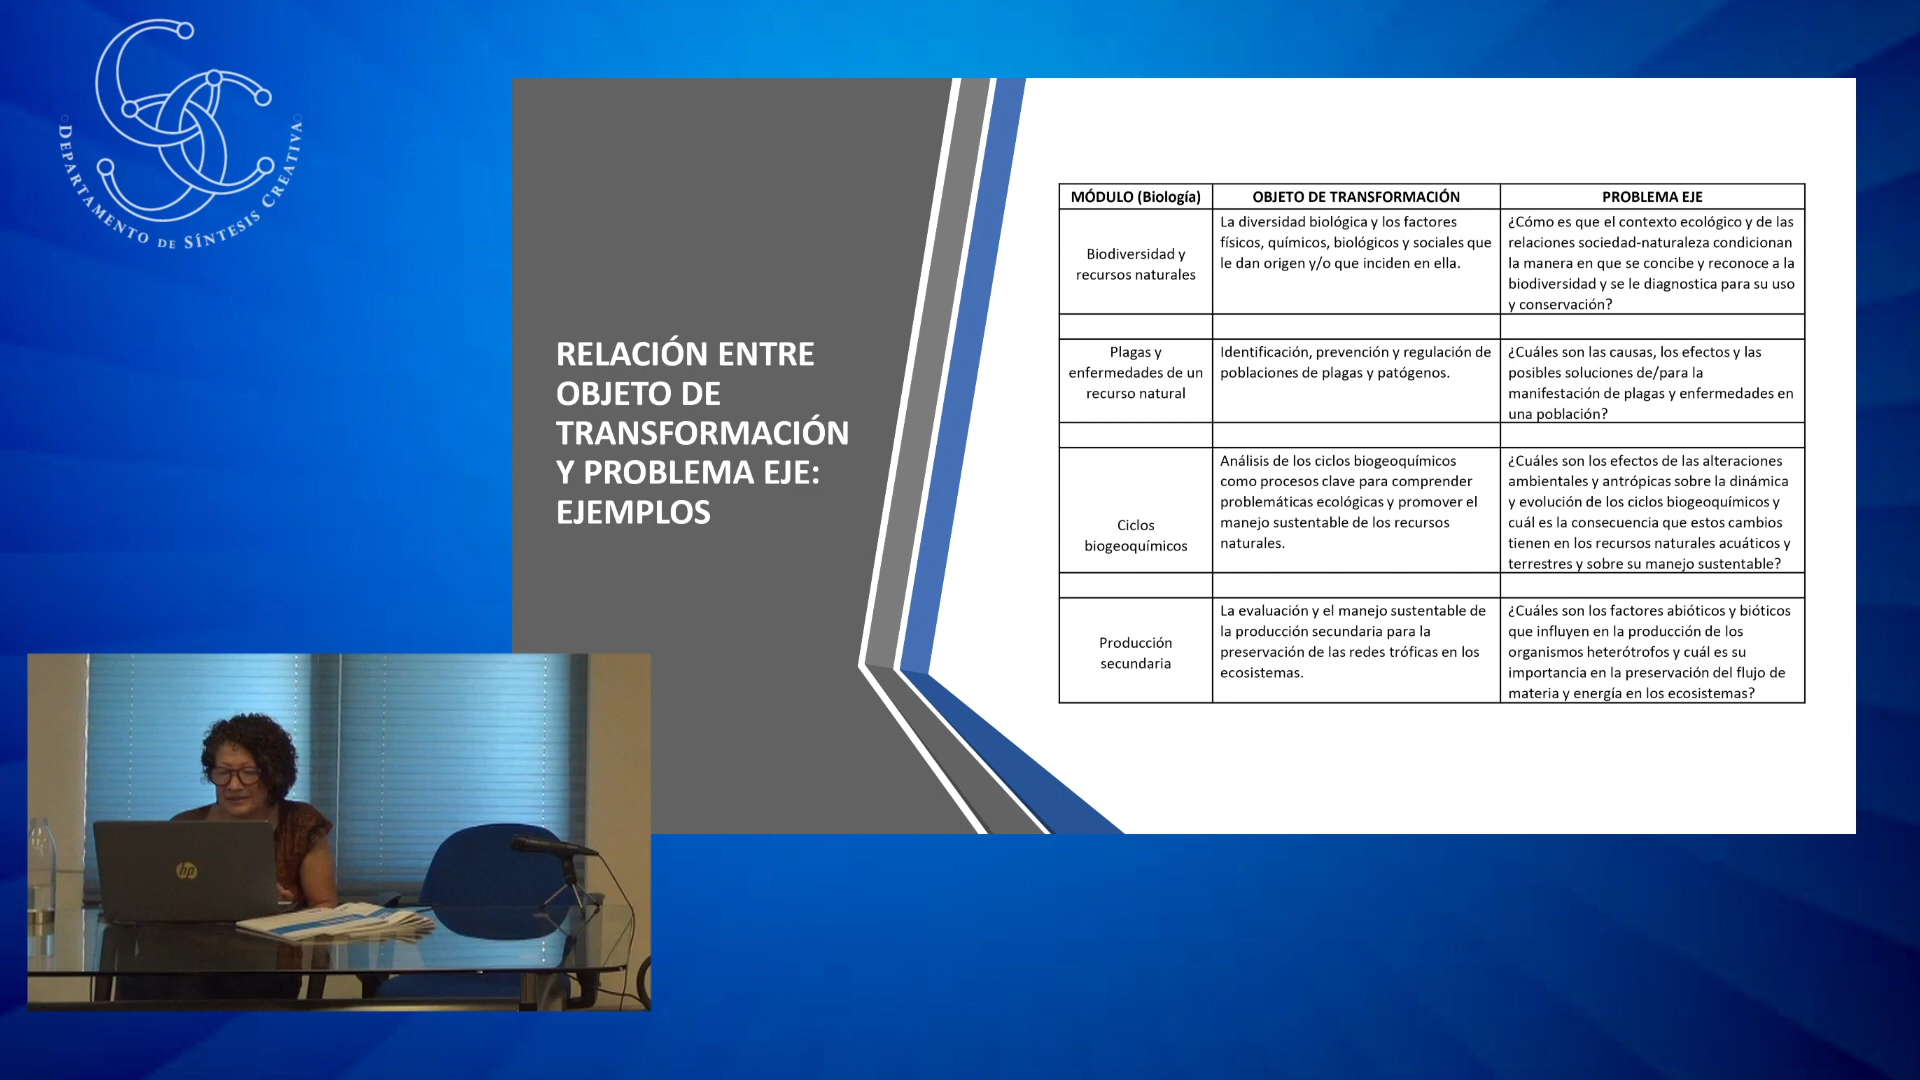 DEPARTAMENTO DE SÍNTESIS CREATIVA
RELACIÓN ENTRE
OBJETO DE
TRANSFORMACIÓN
Y PROBLEMA EJE:
EJEMPLOS
MÓDULO (Biología)
OBJETO DE TRANSFORMACIÓN
PROBLEMA EJE
Biodiversidad y
recursos naturales
La diversidad biológica y los factores
físicos, químicos, biológicos y sociales que
le dan origen y/o que inciden en ella.
¿Cómo es que el contexto ecológico y de las
relaciones sociedad-naturaleza condicionan
la manera en que se concibe y reconoce a la
biodiversidad y se le diagnostica para su uso
y conservación?
Plagas y
enfermedades de un
recurso natural
Identificación, prevención y regulación de
poblaciones de plagas y patógenos.
¿Cuáles son las causas, los efectos y las
posibles soluciones de/para la
manifestación de plagas y enfermedades en
una población?
Ciclos
biogeoquímicos
Análisis de los ciclos biogeoquímicos
como procesos clave para comprender
problemáticas ecológicas y promover el
manejo sustentable de los recursos
naturales.
¿Cuáles son los efectos de las alteraciones
ambientales y antrópicas sobre la dinámica
y evolución de los ciclos biogeoquímicos y
cuál es la consecuencia que estos cambios
tienen en los recursos naturales acuáticos y
terrestres y sobre su manejo sustentable?
Producción
secundaria
La evaluación y el manejo sustentable de
la producción secundaria para la
preservación de las redes tróficas en los
ecosistemas.
¿Cuáles son los factores abióticos y bióticos
que influyen en la producción de los
organismos heterótrofos y cuál es su
importancia en la preservación del flujo de
materia y energía en los ecosistemas?
hp